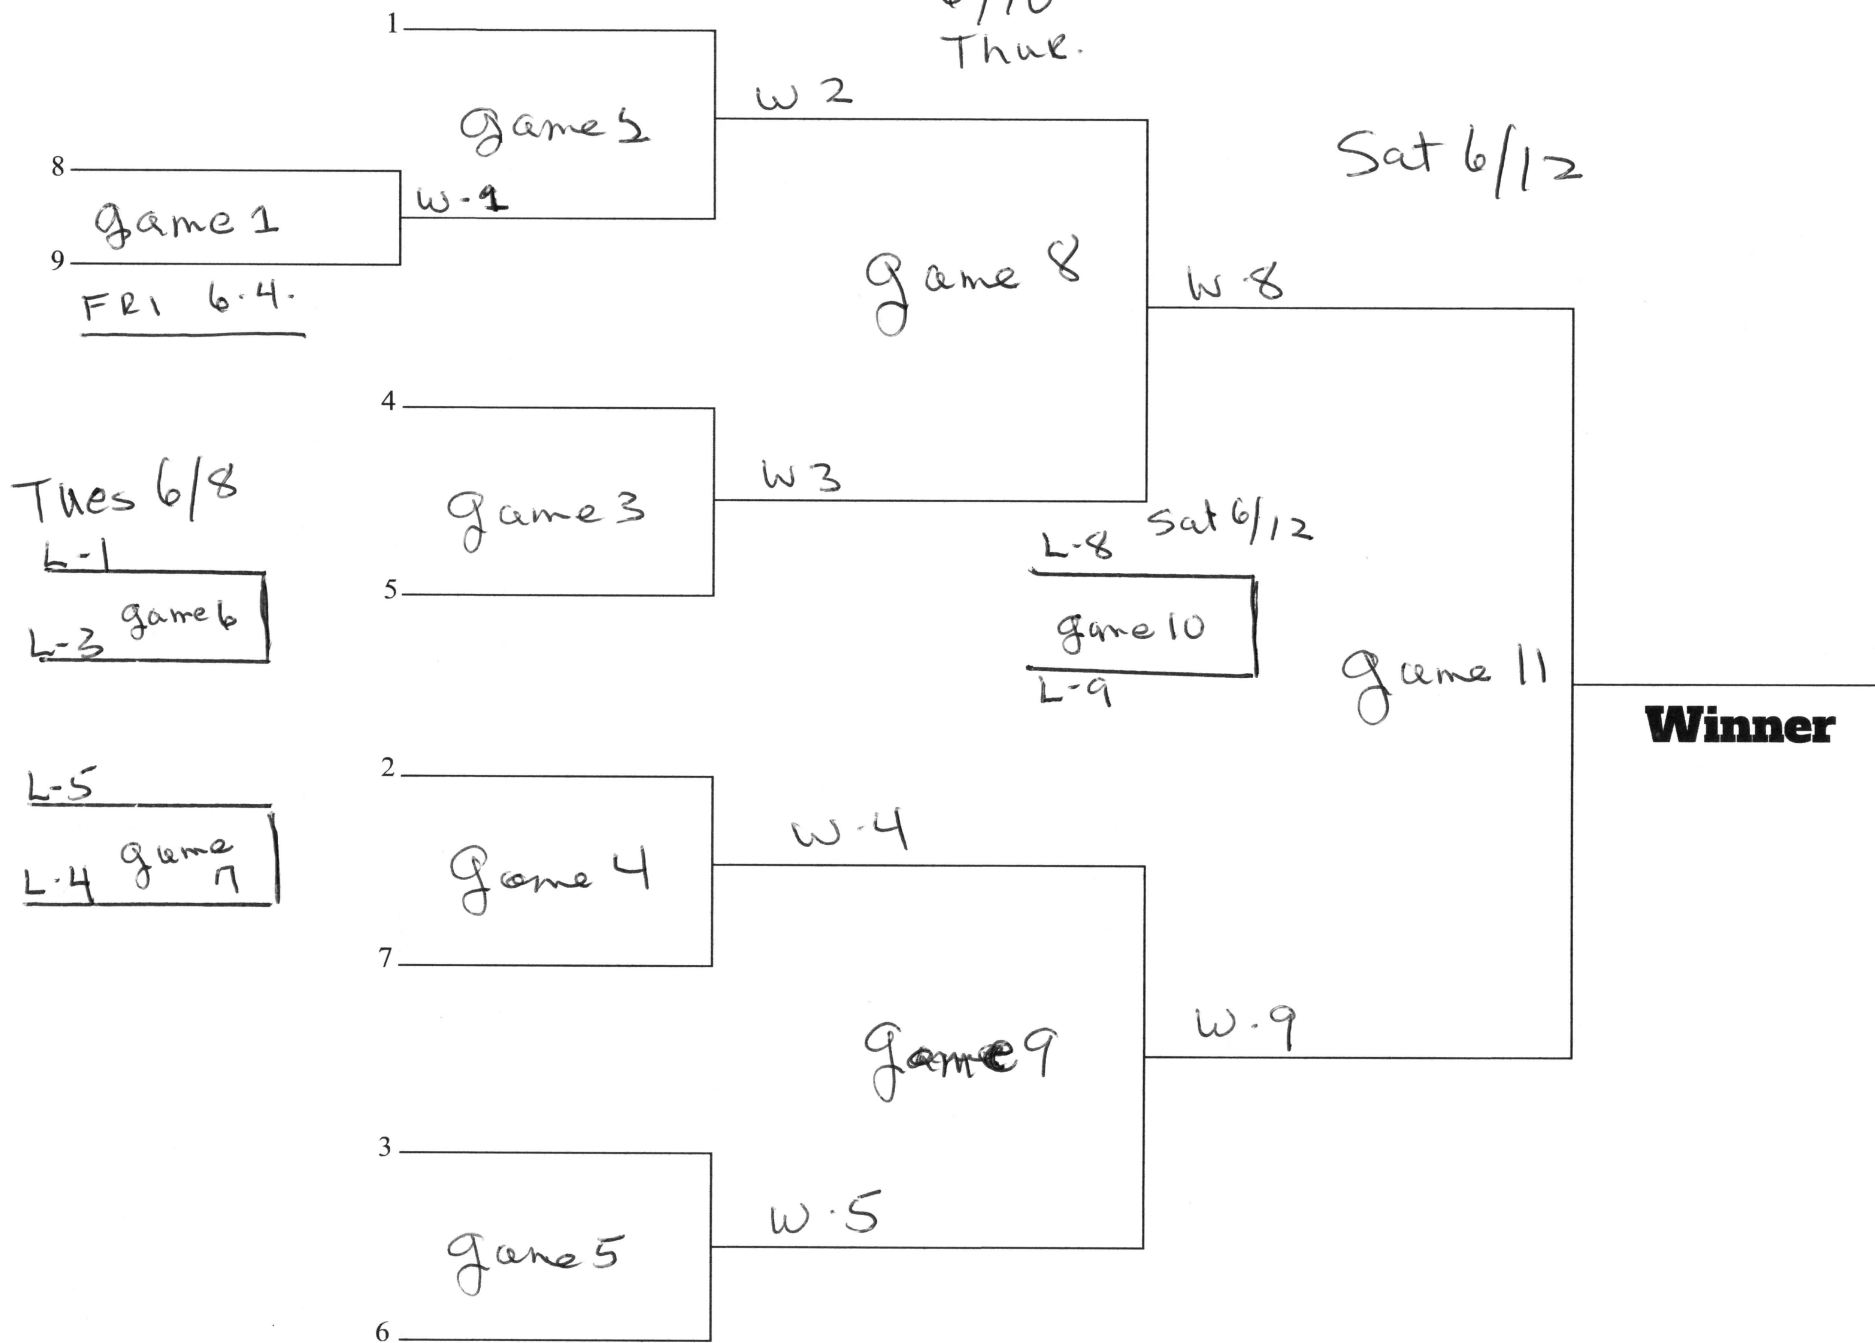 1
Thur.
W 2
game 2
Sat 6/12
8
W-1
game 1
9
FRI 6.4.
game 8
W.8
4
W3
Tues 6/8
game 3
L-8 Sat 6/12
L-1
game 6
5
game 10
L-3
L-9
game 11
Winner
2
L-5
W.4
game 4
game
7
L.4
7
game 9
W.9
3
W.5
game 5
6